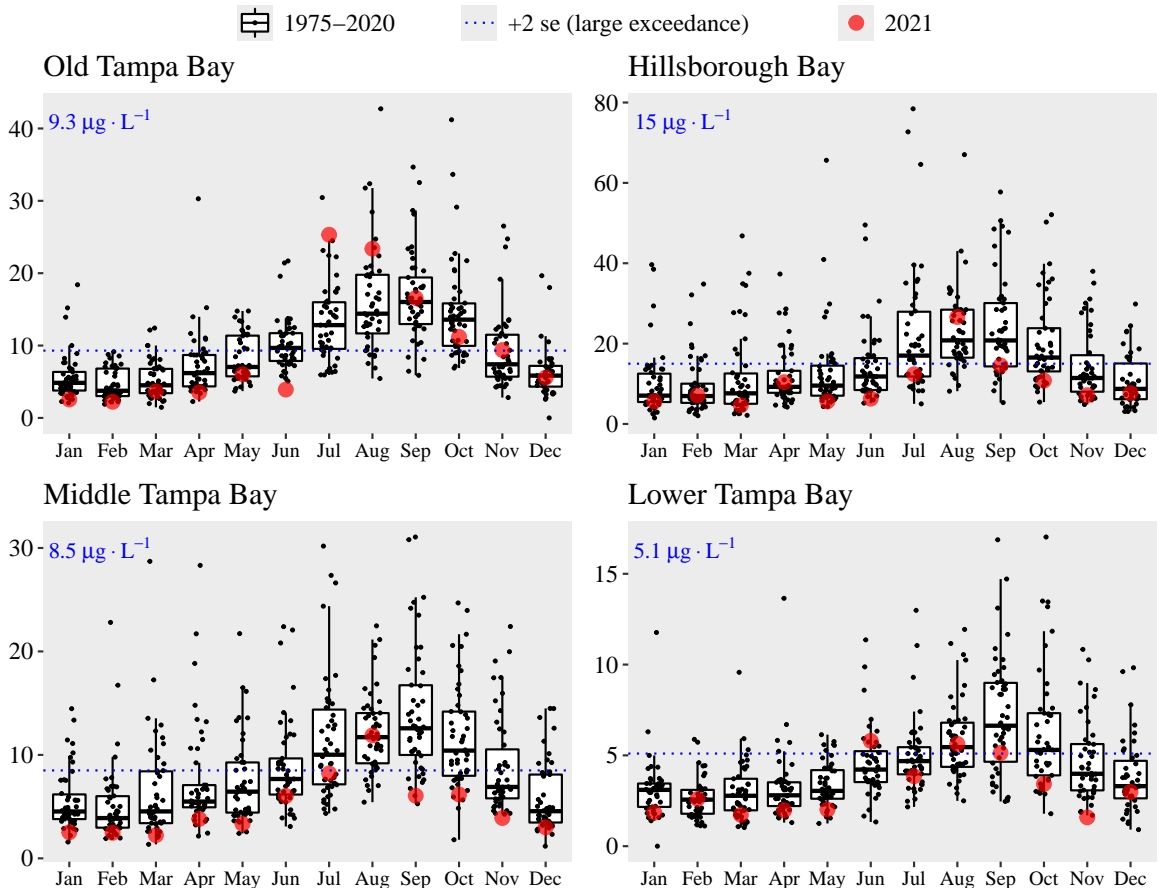 1975–2020 +2 se (large exceedance) 2021
Old Tampa Bay
9.3 µg · L⁻¹
40
30
20
10
0
Jan Feb Mar Apr May Jun Jul Aug Sep Oct Nov Dec
Hillsborough Bay
15 µg · L⁻¹
80
60
40
20
0
Jan Feb Mar Apr May Jun Jul Aug Sep Oct Nov Dec
Middle Tampa Bay
8.5 µg · L⁻¹
30
20
10
0
Jan Feb Mar Apr May Jun Jul Aug Sep Oct Nov Dec
Lower Tampa Bay
5.1 µg · L⁻¹
15
10
5
0
Jan Feb Mar Apr May Jun Jul Aug Sep Oct Nov Dec